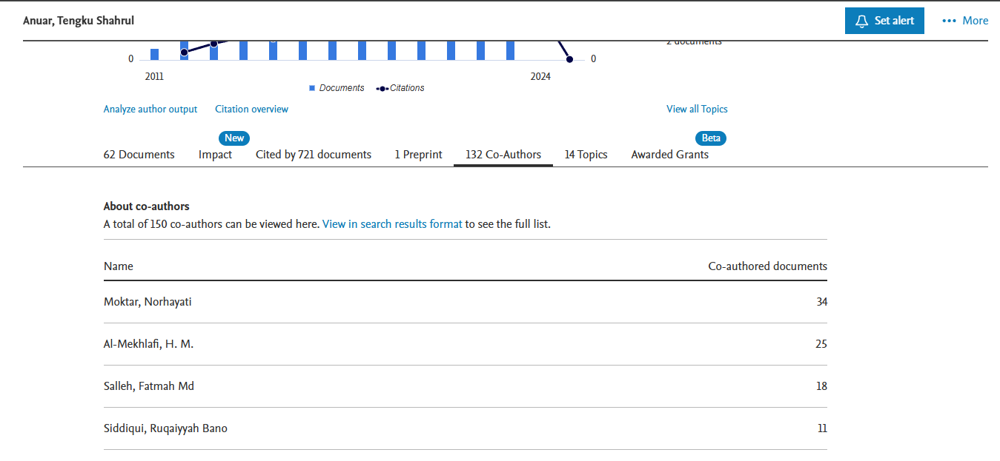 Anuar, Tengku Shahrul
Set alert
More
2 documents
0
0
2011
2024
Documents
Citations
Analyze author output
Citation overview
View all Topics
New
Beta
62 Documents
Impact
Cited by 721 documents
1 Preprint
132 Co-Authors
14 Topics
Awarded Grants
About co-authors
A total of 150 co-authors can be viewed here. View in search results format to see the full list.
Name
Co-authored documents
Moktar, Norhayati
34
Al-Mekhlafi, H. M.
25
Salleh, Fatmah Md
18
Siddiqui, Ruqaiyyah Bano
11